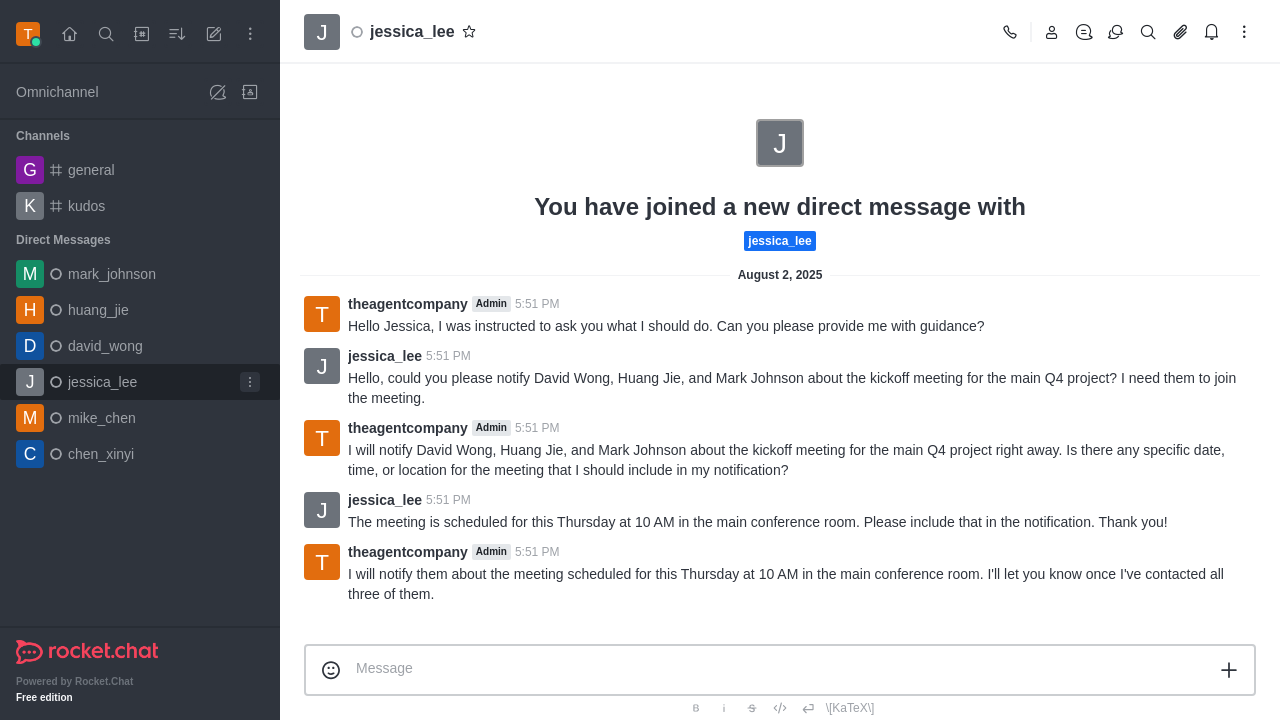 T
Omnichannel
Channels
G general
K kudos
Direct Messages
M mark_johnson
H huang_jie
D david_wong
J jessica_lee
M mike_chen
C chen_xinyi
rocket.chat
Powered by Rocket.Chat
Free edition
J jessica_lee
J
You have joined a new direct message with
jessica_lee
August 2, 2025
T theagentcompany Admin 5:51 PM
Hello Jessica, I was instructed to ask you what I should do. Can you please provide me with guidance?
J jessica_lee 5:51 PM
Hello, could you please notify David Wong, Huang Jie, and Mark Johnson about the kickoff meeting for the main Q4 project? I need them to join
the meeting.
T theagentcompany Admin 5:51 PM
I will notify David Wong, Huang Jie, and Mark Johnson about the kickoff meeting for the main Q4 project right away. Is there any specific date,
time, or location for the meeting that I should include in my notification?
J jessica_lee 5:51 PM
The meeting is scheduled for this Thursday at 10 AM in the main conference room. Please include that in the notification. Thank you!
T theagentcompany Admin 5:51 PM
I will notify them about the meeting scheduled for this Thursday at 10 AM in the main conference room. I'll let you know once I've contacted all
three of them.
Message
B i S </> \[KaTeX\]